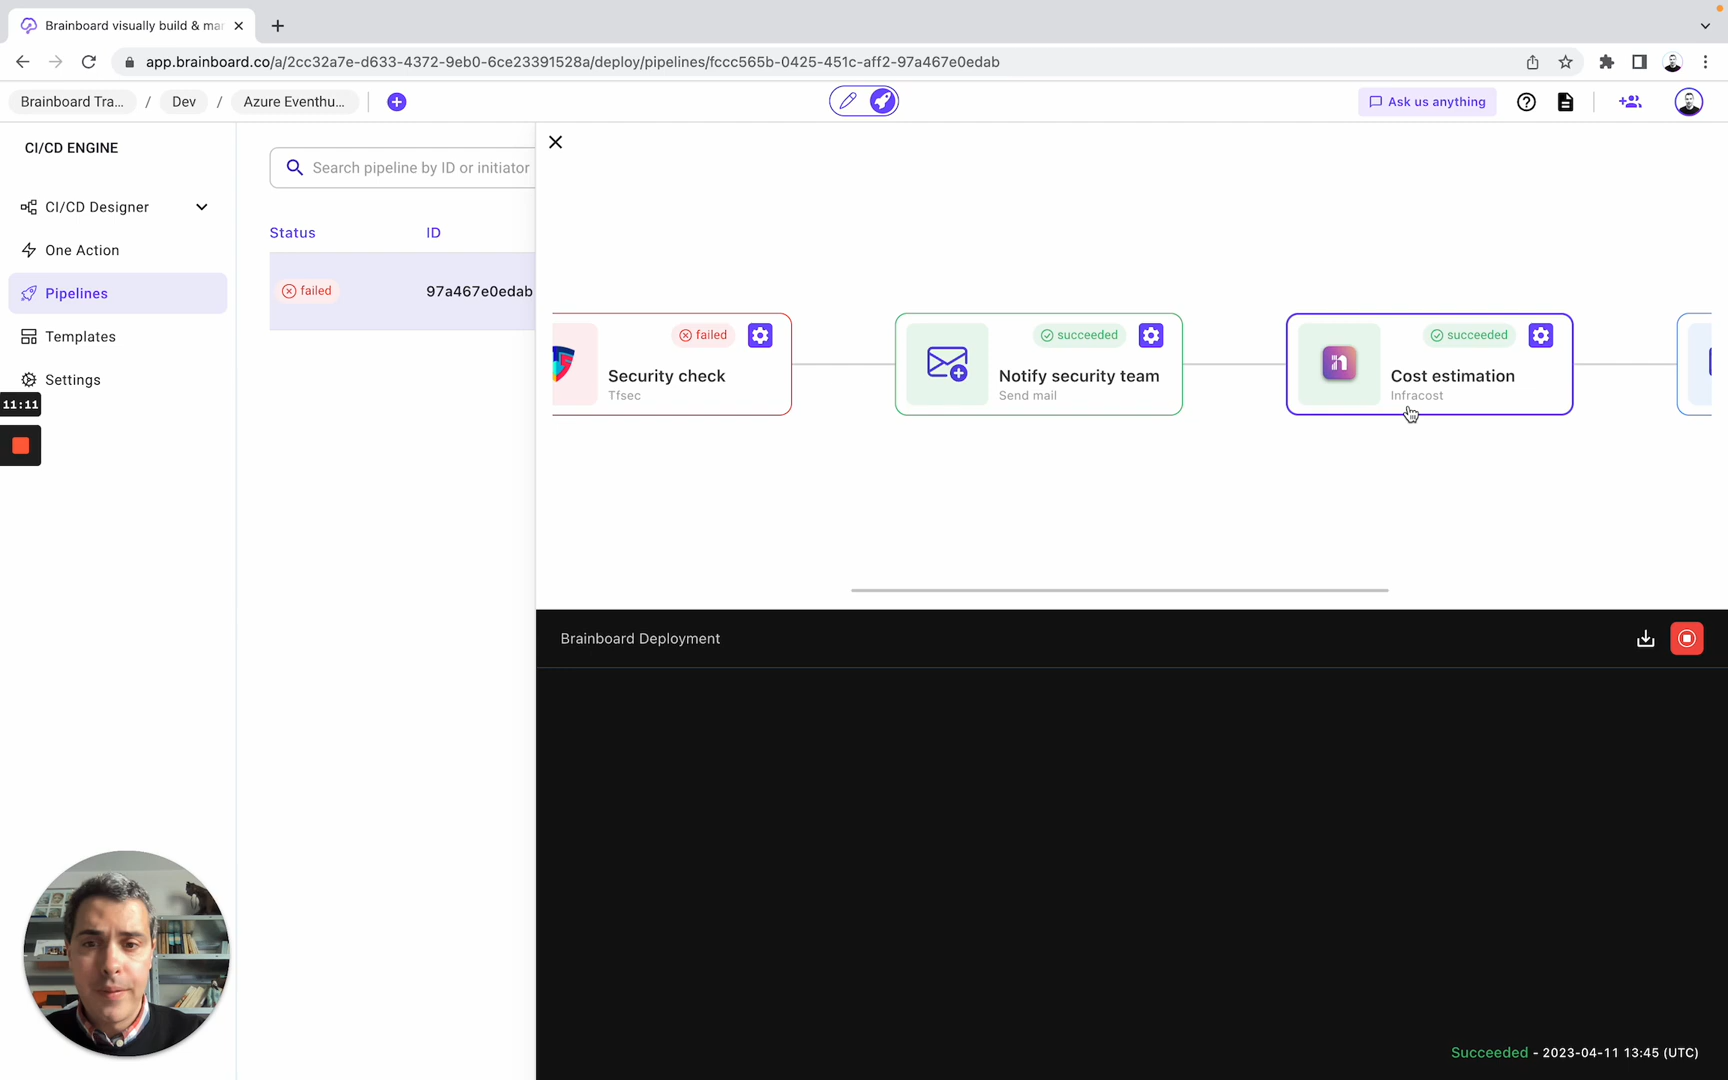 Brainboard visually build & mar
app.brainboard.co/a/2cc32a7e-d633-4372-9eb0-6ce23391528a/deploy/pipelines/fccc565b-0425-451c-aff2-97a467e0edab
Brainboard Tra... / Dev / Azure Eventhu...
Ask us anything
CI/CD ENGINE
CI/CD Designer
One Action
Pipelines
Templates
Settings
11:11
Search pipeline by ID or initiator
Status ID
failed 97a467e0edab
failed
Security check
Tfsec
succeeded
Notify security team
Send mail
succeeded
Cost estimation
Infracost
Brainboard Deployment
Succeeded - 2023-04-11 13:45 (UTC)